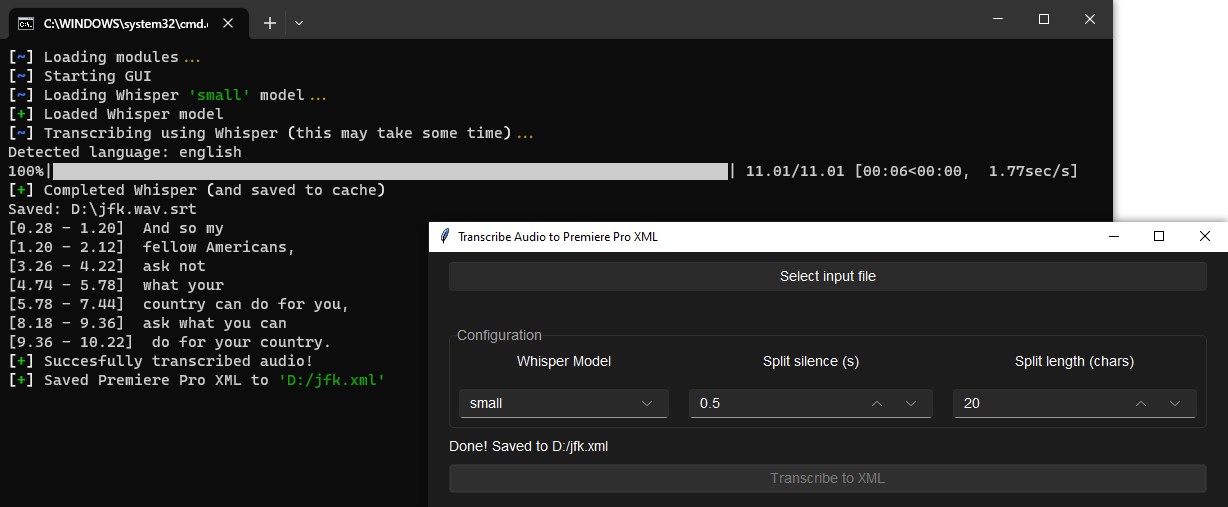 C:\WINDOWS\system32\cmd.e
[~] Loading modules...
[~] Starting GUI
[~] Loading Whisper 'small' model...
[+] Loaded Whisper model
[~] Transcribing using Whisper (this may take some time)...
Detected language: english
100%| | 11.01/11.01 [00:06<00:00,  1.77sec/s]
[+] Completed Whisper (and saved to cache)
Saved: D:\jfk.wav.srt
[0.28 - 1.20]  And so my
[1.20 - 2.12]  fellow Americans,
[3.26 - 4.22]  ask not
[4.74 - 5.78]  what your
[5.78 - 7.44]  country can do for you,
[8.18 - 9.36]  ask what you can
[9.36 - 10.22]  do for your country.
[+] Succesfully transcribed audio!
[+] Saved Premiere Pro XML to 'D:/jfk.xml'
Transcribe Audio to Premiere Pro XML
Select input file
Configuration
Whisper Model Split silence (s) Split length (chars)
small 0.5 20
Done! Saved to D:/jfk.xml
Transcribe to XML